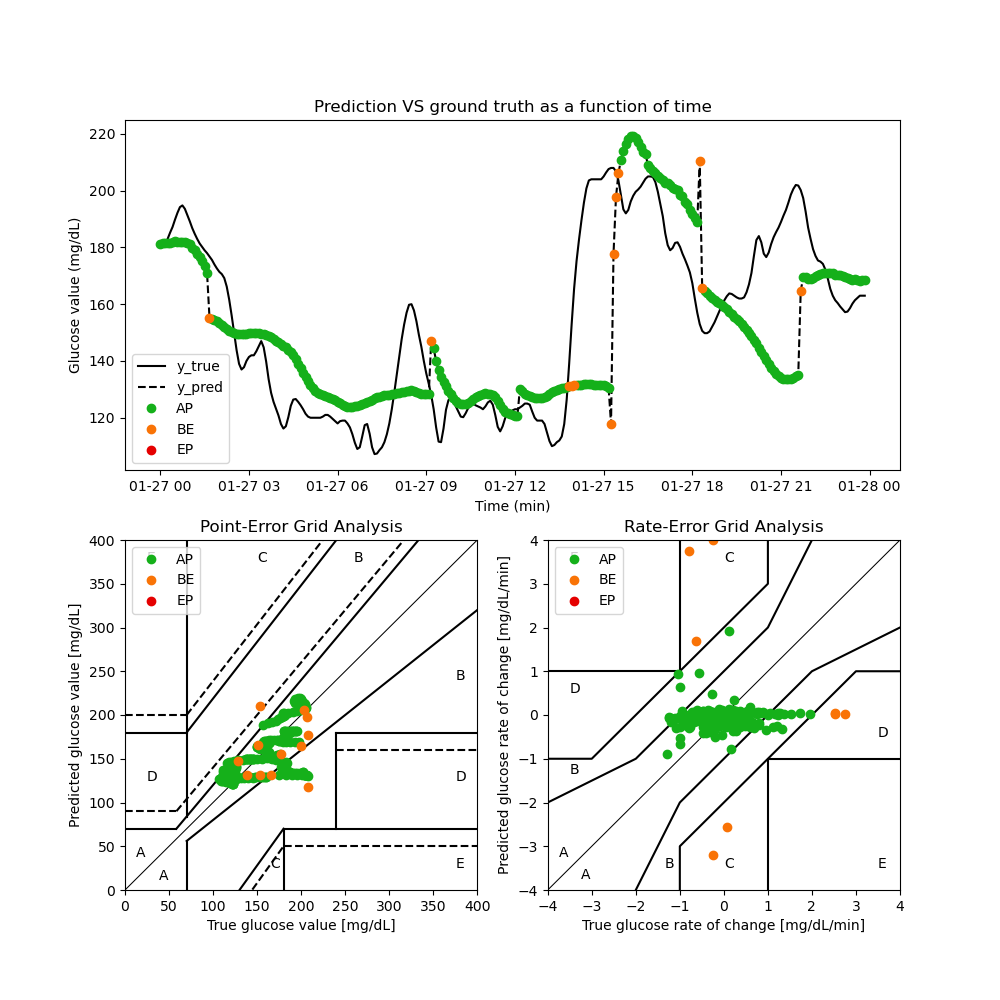 Prediction VS ground truth as a function of time
Glucose value (mg/dL)
220
200
180
160
140
120
y_true
y_pred
AP
BE
EP
01-27 00 01-27 03 01-27 06 01-27 09 01-27 12 01-27 15 01-27 18 01-27 21 01-28 00
Time (min)
Point-Error Grid Analysis
Predicted glucose value [mg/dL]
400
350
300
250
200
150
100
50
0
AP
BE
EP
C B
B
D D
A
A C E
0 50 100 150 200 250 300 350 400
True glucose value [mg/dL]
Rate-Error Grid Analysis
Predicted glucose rate of change [mg/dL/min]
4
3
2
1
0
−1
−2
−3
−4
AP
BE
EP
C
D
D
B
A
A B C E
−4 −3 −2 −1 0 1 2 3 4
True glucose rate of change [mg/dL/min]